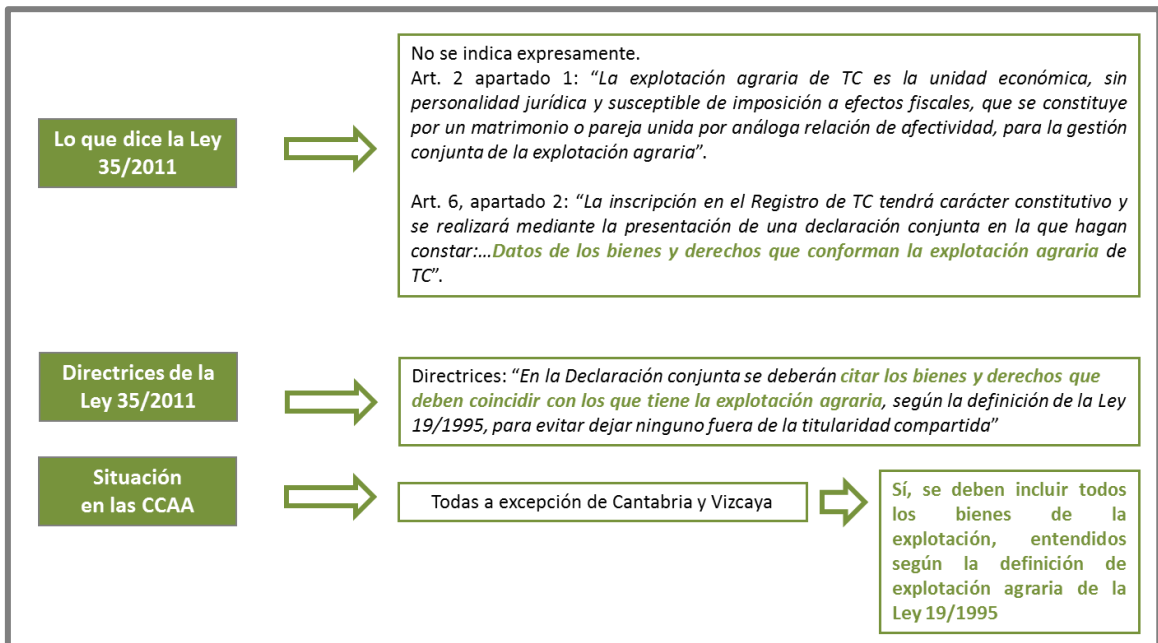 Lo que dice la Ley
35/2011
No se indica expresamente.
Art. 2 apartado 1: “La explotación agraria de TC es la unidad económica, sin
personalidad jurídica y susceptible de imposición a efectos fiscales, que se constituye
por un matrimonio o pareja unida por análoga relación de afectividad, para la gestión
conjunta de la explotación agraria”.
Art. 6, apartado 2: “La inscripción en el Registro de TC tendrá carácter constitutivo y
se realizará mediante la presentación de una declaración conjunta en la que hagan
constar:…Datos de los bienes y derechos que conforman la explotación agraria de
TC”.
Directrices de la
Ley 35/2011
Directrices: “En la Declaración conjunta se deberán citar los bienes y derechos que
deben coincidir con los que tiene la explotación agraria, según la definición de la Ley
19/1995, para evitar dejar ninguno fuera de la titularidad compartida”
Situación
en las CCAA
Todas a excepción de Cantabria y Vizcaya
Sí, se deben incluir todos
los bienes de la
explotación, entendidos
según la definición de
explotación agraria de la
Ley 19/1995